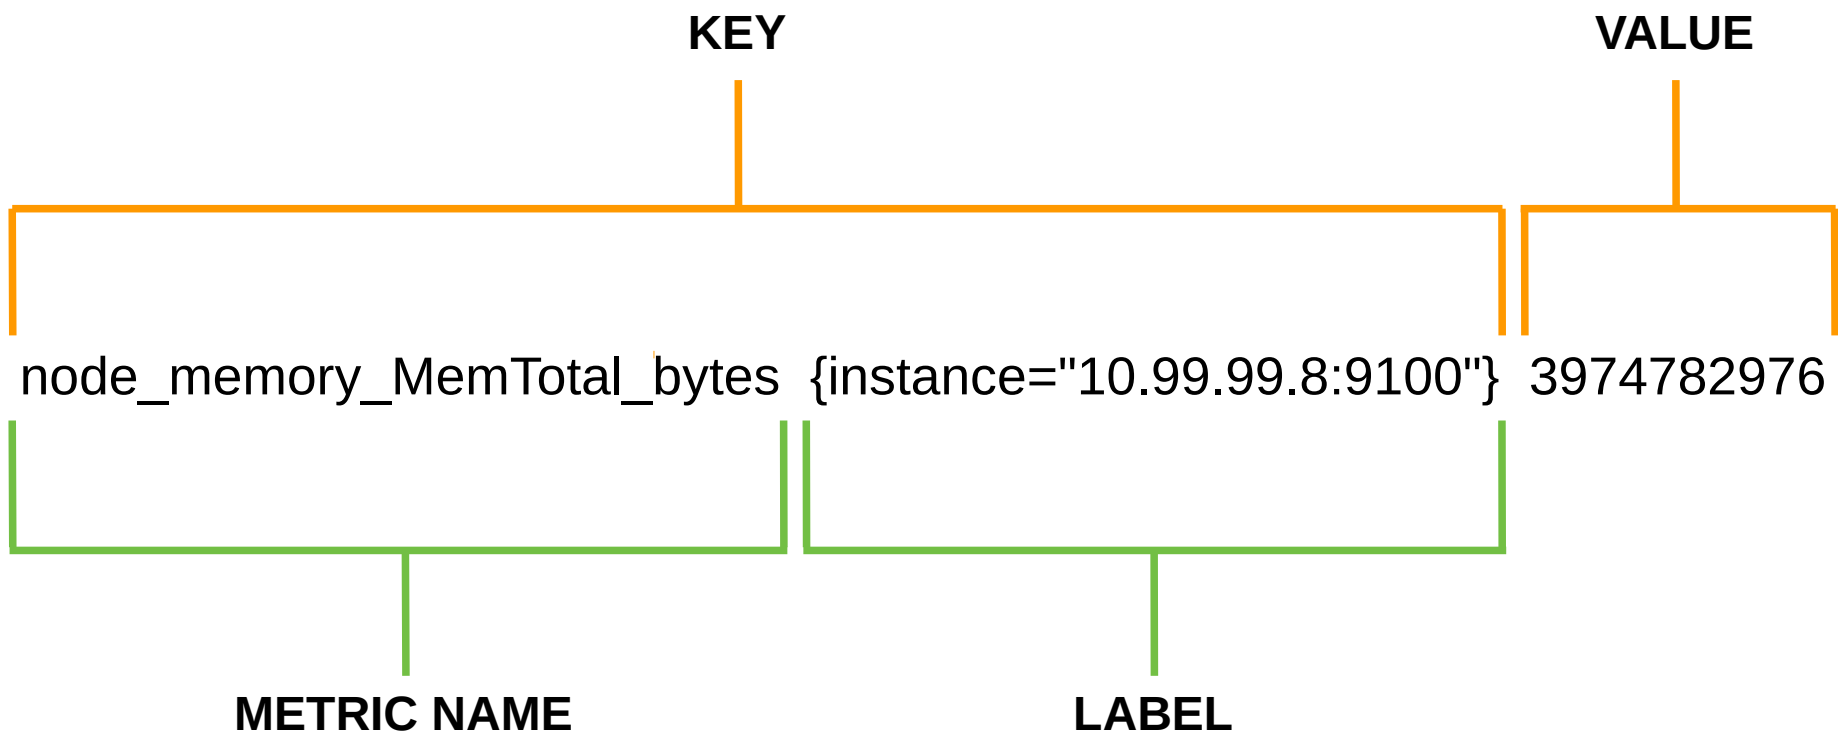 KEY VALUE
node_memory_MemTotal_bytes {instance="10.99.99.8:9100"} 3974782976
METRIC NAME LABEL